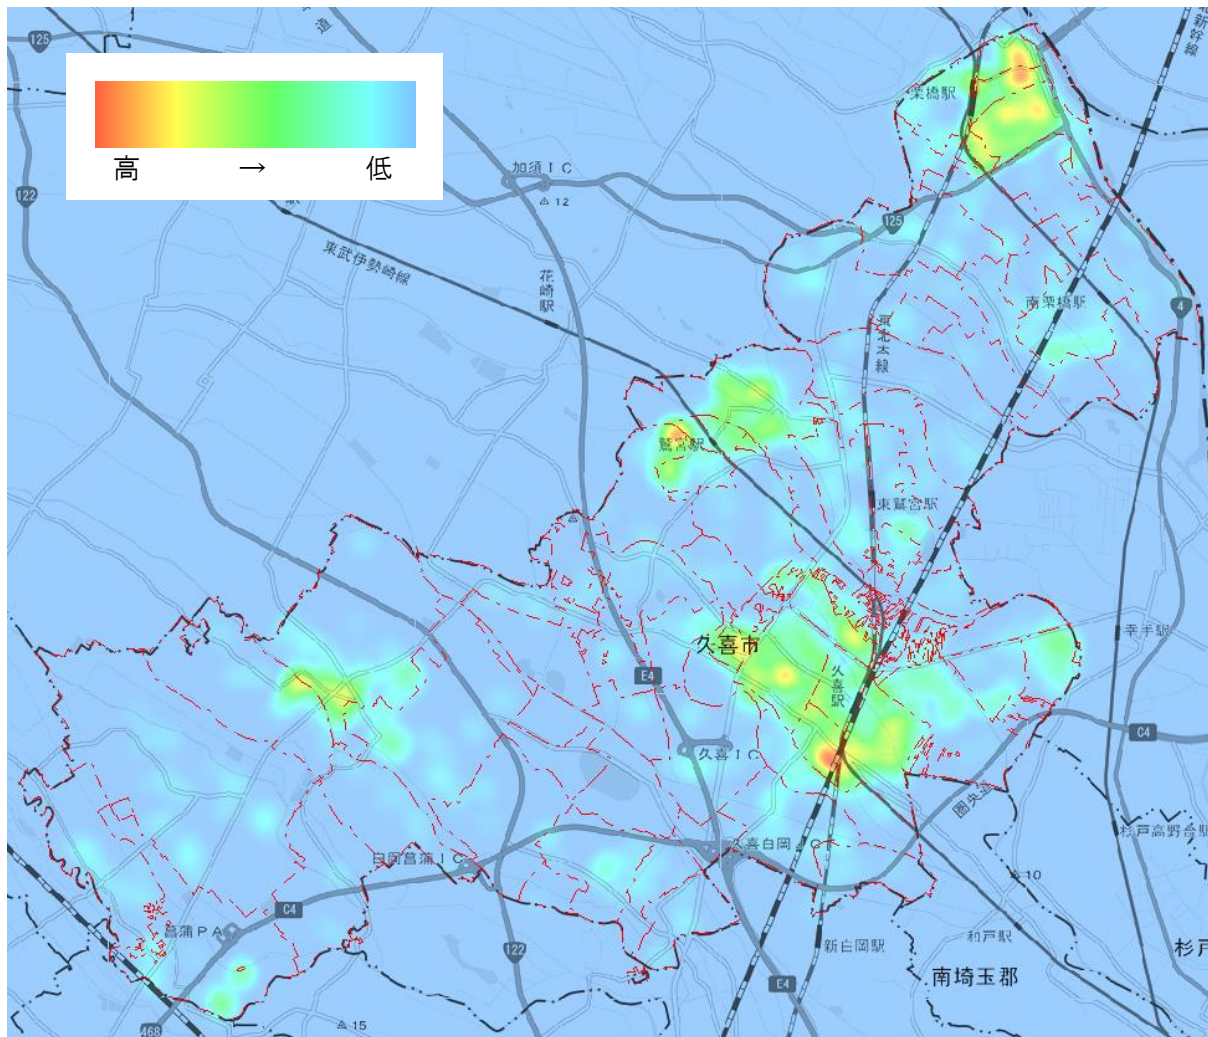 125
道
新幹線
高 → 低
栗橋駅
122
加須IC
12
125
東武伊勢崎線
花崎駅
南栗橋駅
4
東北本線
鷲宮駅
東鷲宮駅
幸手駅
久喜市
久喜駅
E4
C4
久喜IC
圏央道
杉戸高野台駅
久喜白岡JCT
白岡菖蒲IC
10
C4
菖蒲PA
122
新白岡駅
和戸駅
杉戸
南埼玉郡
E4
468
15